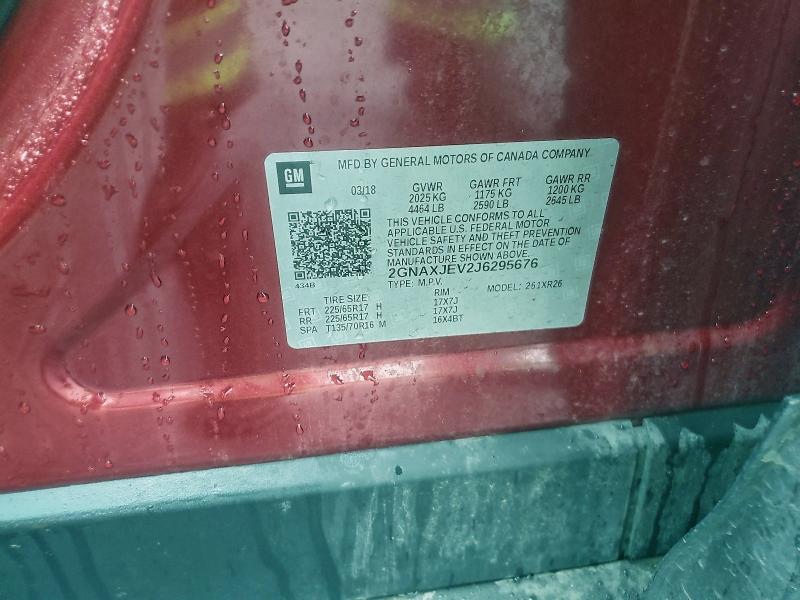 GM
MFD BY GENERAL MOTORS OF CANADA COMPANY
03/18 GVWR GAWR FRT GAWR RR
2025 KG 1175 KG 1200 KG
4464 LB 2590 LB 2645 LB
THIS VEHICLE CONFORMS TO ALL
APPLICABLE U.S. FEDERAL MOTOR
VEHICLE SAFETY AND THEFT PREVENTION
STANDARDS IN EFFECT ON THE DATE OF
MANUFACTURE SHOWN ABOVE.
2GNAXJEV2J6295676
434B TYPE: M.P.V. MODEL: 261XR26
TIRE SIZE RIM
FRT 225/65R17 H 17X7J
RR 225/65R17 H 17X7J
SPA T135/70R16 M 16X4BT